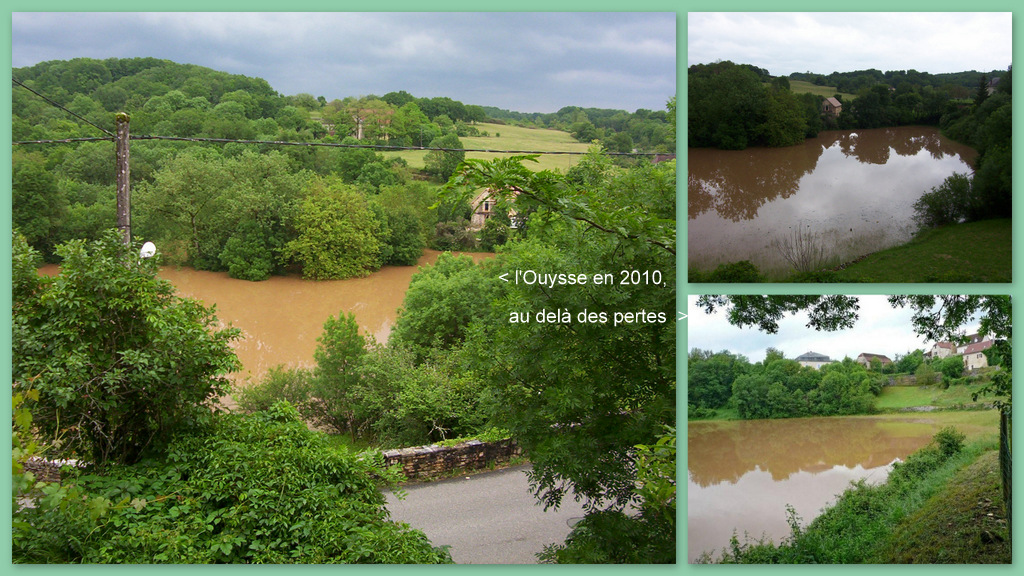 < l'Ouysse en 2010,
au delà des pertes >